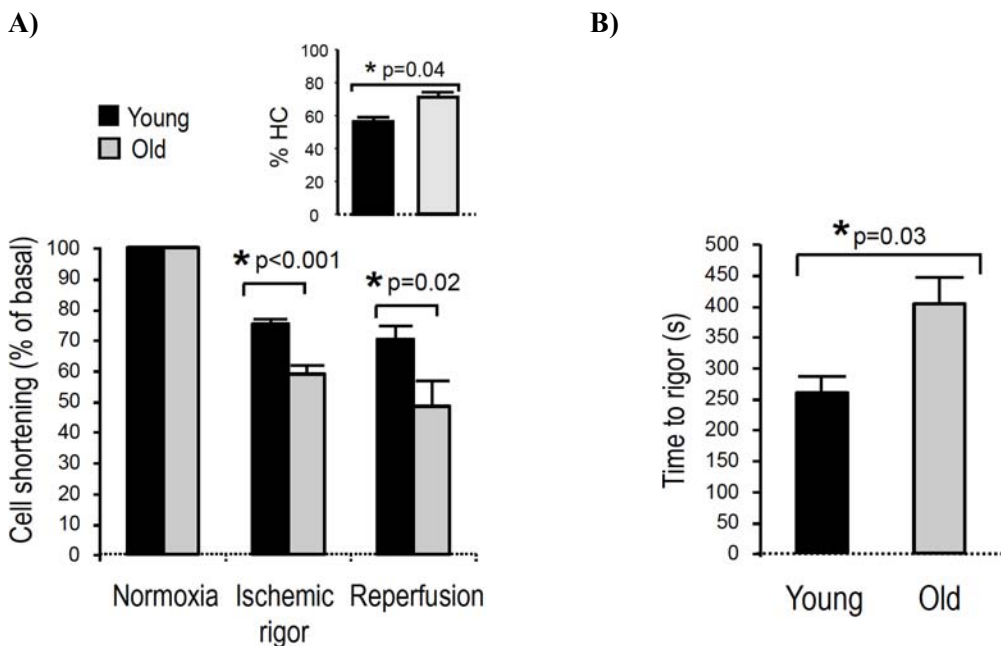 A)
B)
Young
Old
% HC
100
80
60
40
20
0
* p=0.04
Cell shortening (% of basal)
100
90
80
70
60
50
40
30
20
10
0
* p<0.001
* p=0.02
Normoxia
Ischemic
rigor
Reperfusion
Time to rigor (s)
500
450
400
350
300
250
200
150
100
50
0
* p=0.03
Young
Old